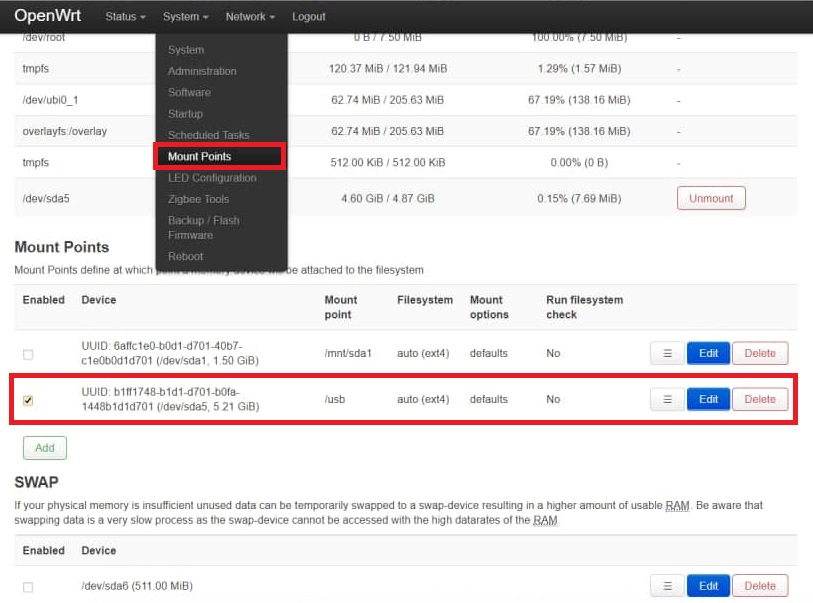 OpenWrt Status System Network Logout
/dev/root 0 B / 7.50 MiB 100.00% (7.50 MiB) -
System
tmpfs 120.37 MiB / 121.94 MiB 1.29% (1.57 MiB) -
Administration
Software
/dev/ubi0_1 62.74 MiB / 205.63 MiB 67.19% (138.16 MiB) -
Startup
overlayfs:/overlay 62.74 MiB / 205.63 MiB 67.19% (138.16 MiB) -
Scheduled Tasks
Mount Points
tmpfs 512.00 KiB / 512.00 KiB 0.00% (0 B) -
LED Configuration
/dev/sda5 4.60 GiB / 4.87 GiB 0.15% (7.69 MiB) Unmount
Zigbee Tools
Backup / Flash
Firmware
Reboot
Mount Points
Mount Points define at which point a memory device will be attached to the filesystem
Enabled Device Mount point Filesystem Mount options Run filesystem check
UUID: 6affc1e0-b0d1-d701-40b7-
c1e0b0d1d701 (/dev/sda1, 1.50 GiB) /mnt/sda1 auto (ext4) defaults No ☰ Edit Delete
UUID: b1ff1748-b1d1-d701-b0fa-
1448b1d1d701 (/dev/sda5, 5.21 GiB) /usb auto (ext4) defaults No ☰ Edit Delete
Add
SWAP
If your physical memory is insufficient unused data can be temporarily swapped to a swap-device resulting in a higher amount of usable RAM. Be aware that
swapping data is a very slow process as the swap-device cannot be accessed with the high datarates of the RAM.
Enabled Device
/dev/sda6 (511.00 MiB) ☰ Edit Delete